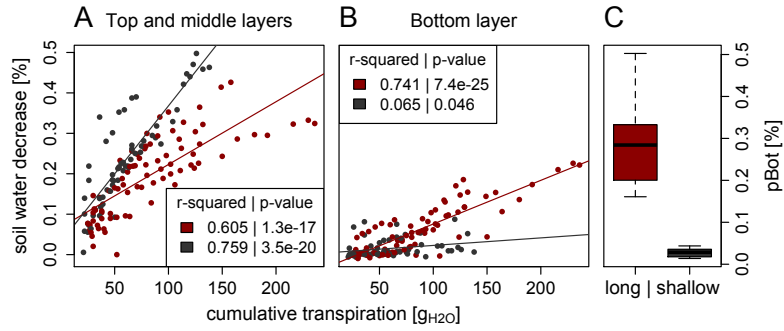 A Top and middle layers
soil water decrease [%]
0.0 0.1 0.2 0.3 0.4 0.5
r-squared | p-value
0.605 | 1.3e-17
0.759 | 3.5e-20
50 100 150 200
B Bottom layer
r-squared | p-value
0.741 | 7.4e-25
0.065 | 0.046
50 100 150 200
cumulative transpiration [gH2O]
C
0.0 0.1 0.2 0.3 0.4 0.5
pBot [%]
long | shallow